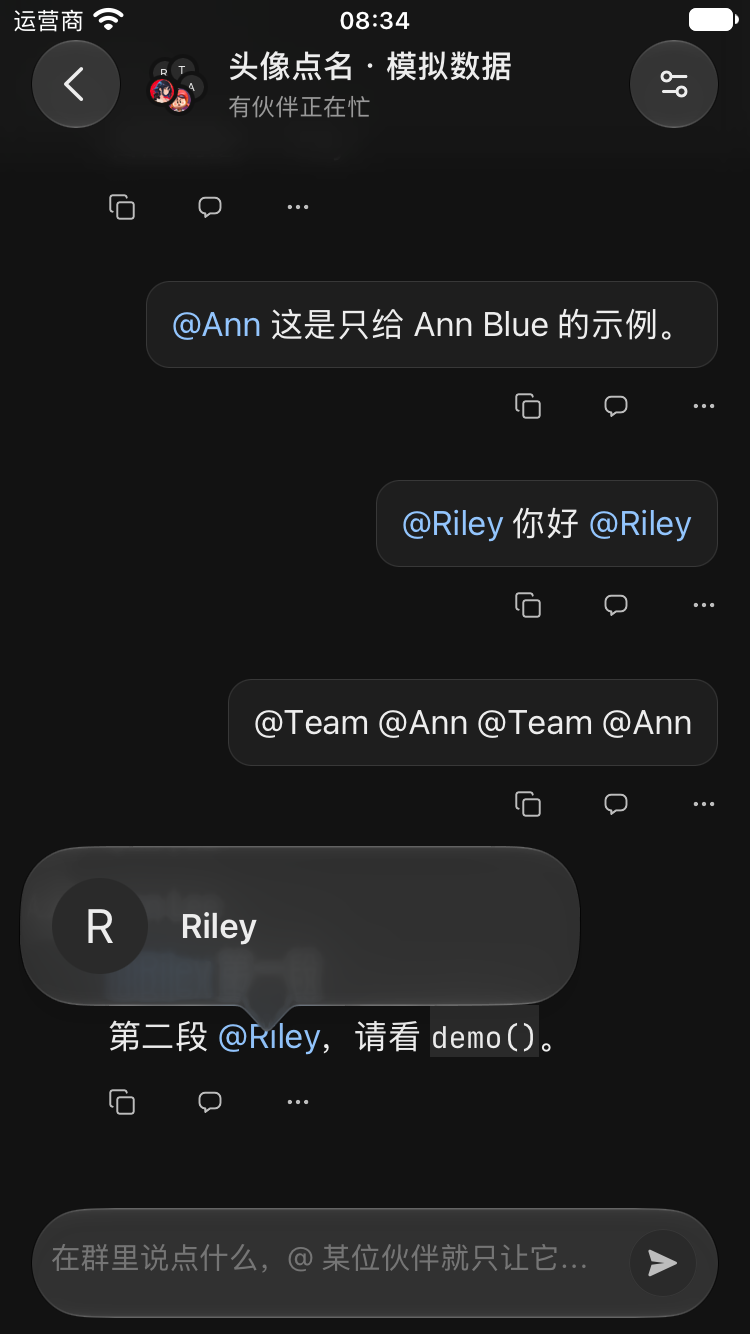 运营商 08:34
头像点名 · 模拟数据
R T A
有伙伴正在忙
@Ann 这是只给 Ann Blue 的示例。
@Riley 你好 @Riley
@Team @Ann @Team @Ann
R Riley
第二段 @Riley，请看 demo()。
在群里说点什么，@ 某位伙伴就只让它...